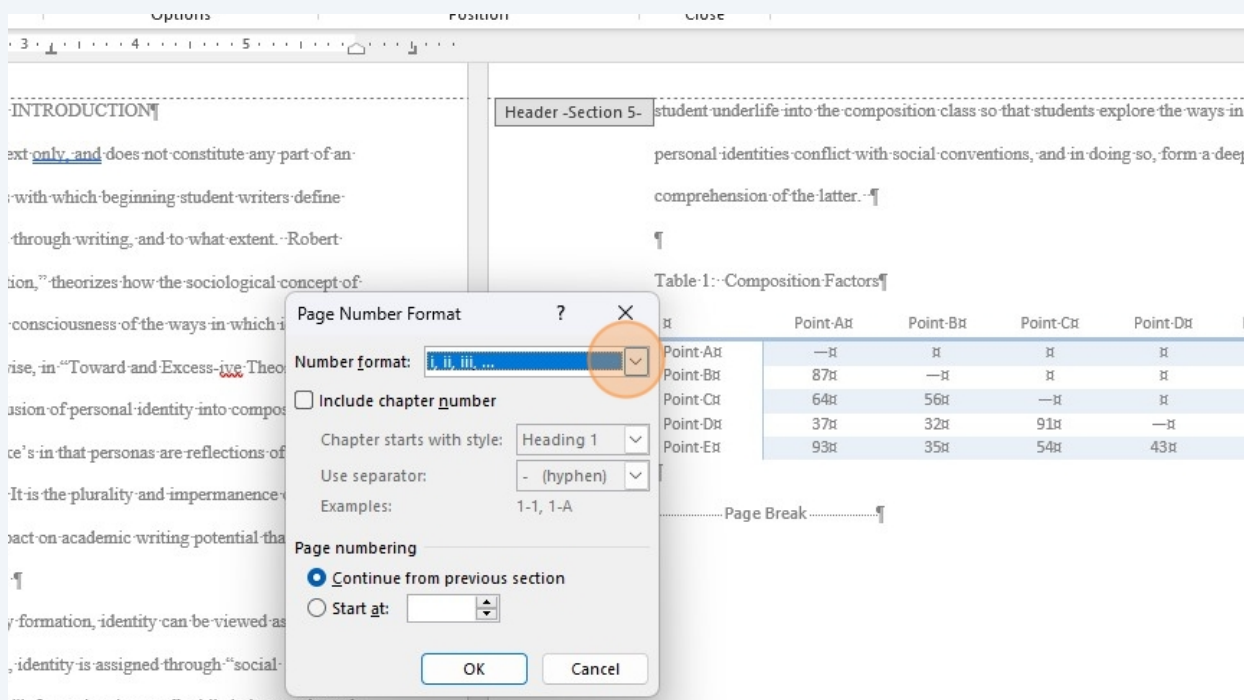 Options Position Close
3 4 5
INTRODUCTION¶
ext·only,·and·does·not·constitute·any·part·of·an·
with·which·beginning·student·writers·define·
through·writing,·and·to·what·extent.··Robert·
tion,”·theorizes·how·the·sociological·concept·of·
consciousness·of·the·ways·in·which·i
ise,·in·“Toward·and·Excess-ive·Theo
usion·of·personal·identity·into·compos
ke’s·in·that·personas·are·reflections·of
It·is·the·plurality·and·impermanence·
pact·on·academic·writing·potential·tha
·¶
y·formation,·identity·can·be·viewed·as
,·identity·is·assigned·through·“social·
Header -Section 5-
student·underlife·into·the·composition·class·so·that·students·explore·the·ways·in
personal·identities·conflict·with·social·conventions,·and·in·doing·so,·form·a·deep
comprehension·of·the·latter.··¶
¶
Table·1:··Composition·Factors¶
¤ Point·A¤ Point·B¤ Point·C¤ Point·D¤
Point·A¤ —¤ ¤ ¤ ¤
Point·B¤ 87¤ —¤ ¤ ¤
Point·C¤ 64¤ 56¤ —¤ ¤
Point·D¤ 37¤ 32¤ 91¤ —¤
Point·E¤ 93¤ 35¤ 54¤ 43¤
¶
Page Break ¶
Page Number Format ? X
Number format: i, ii, iii, ...
Include chapter number
Chapter starts with style: Heading 1
Use separator: - (hyphen)
Examples: 1-1, 1-A
Page numbering
Continue from previous section
Start at:
OK Cancel